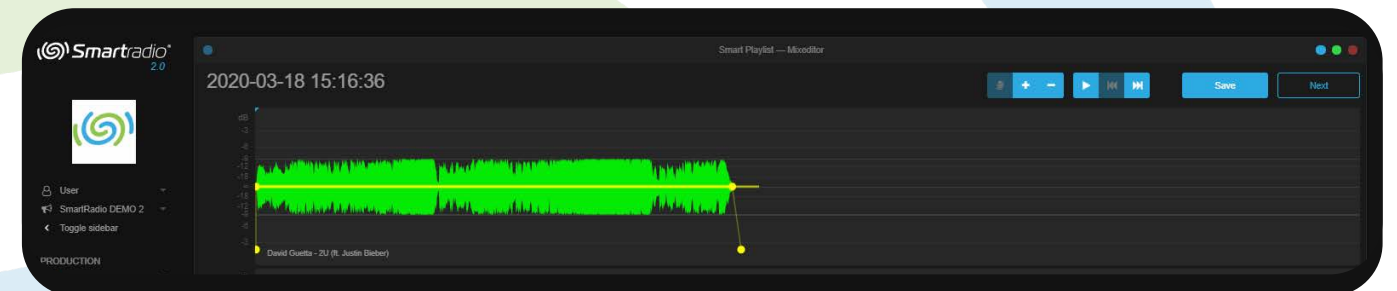 Smartradio®
2.0
Smart Playlist — Mixeditor
2020-03-18 15:16:36
Save
Next
dB
-3
-6
-9
-12
-18
∞
-18
-12
-9
-6
-3
David Guetta - 2U (ft. Justin Bieber)
User
SmartRadio DEMO 2
Toggle sidebar
PRODUCTION